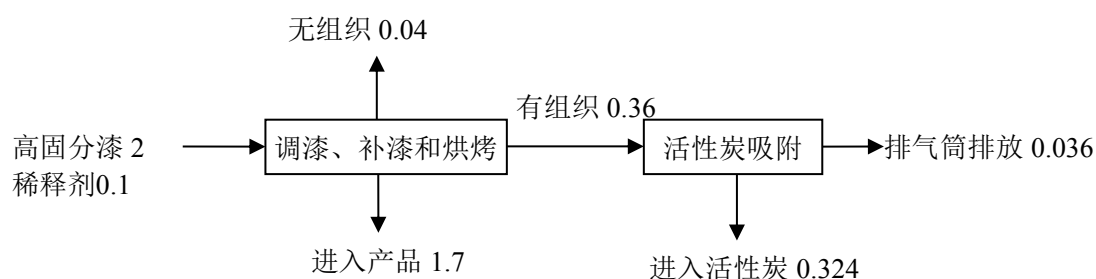 无组织 0.04
有组织 0.36
高固分漆 2
稀释剂0.1
调漆、补漆和烘烤
活性炭吸附
排气筒排放 0.036
进入产品 1.7
进入活性炭 0.324